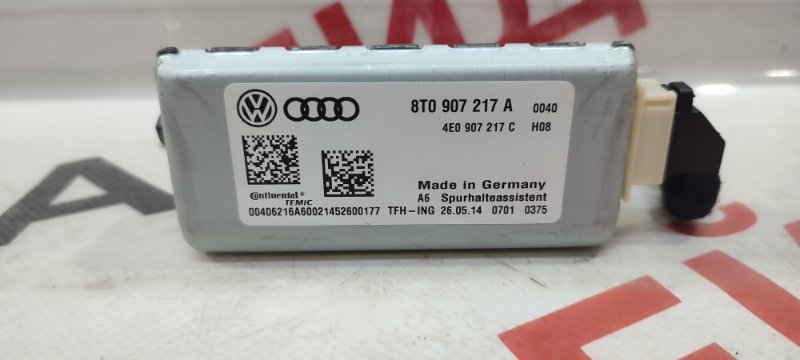 8T0 907 217 A 0040
4E0 907 217 C H08
Made in Germany
Continental®
TEMIC
A6 Spurhalteassistent
00406216A60021452600177 TFH-ING 26.05.14 0701 0375